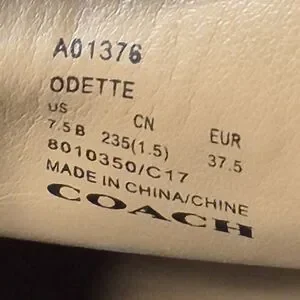 A01376
ODETTE
US CN EUR
7.5 B 235(1.5) 37.5
8010350/C17
MADE IN CHINA/CHINE
COACH